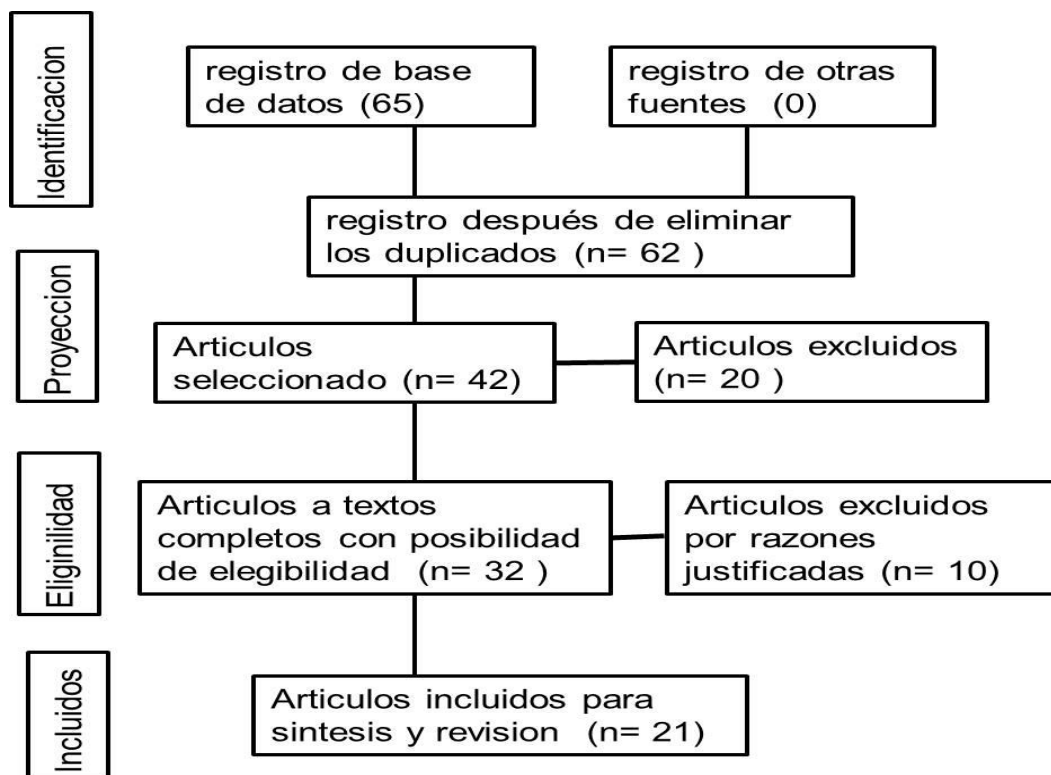 Identificacion
registro de base
de datos (65)
registro de otras
fuentes (0)
registro después de eliminar
los duplicados (n= 62 )
Proyeccion
Articulos
seleccionado (n= 42)
Articulos excluidos
(n= 20 )
Eliginilidad
Articulos a textos
completos con posibilidad
de elegibilidad (n= 32 )
Articulos excluidos
por razones
justificadas (n= 10)
Incluidos
Articulos incluidos para
sintesis y revision (n= 21)